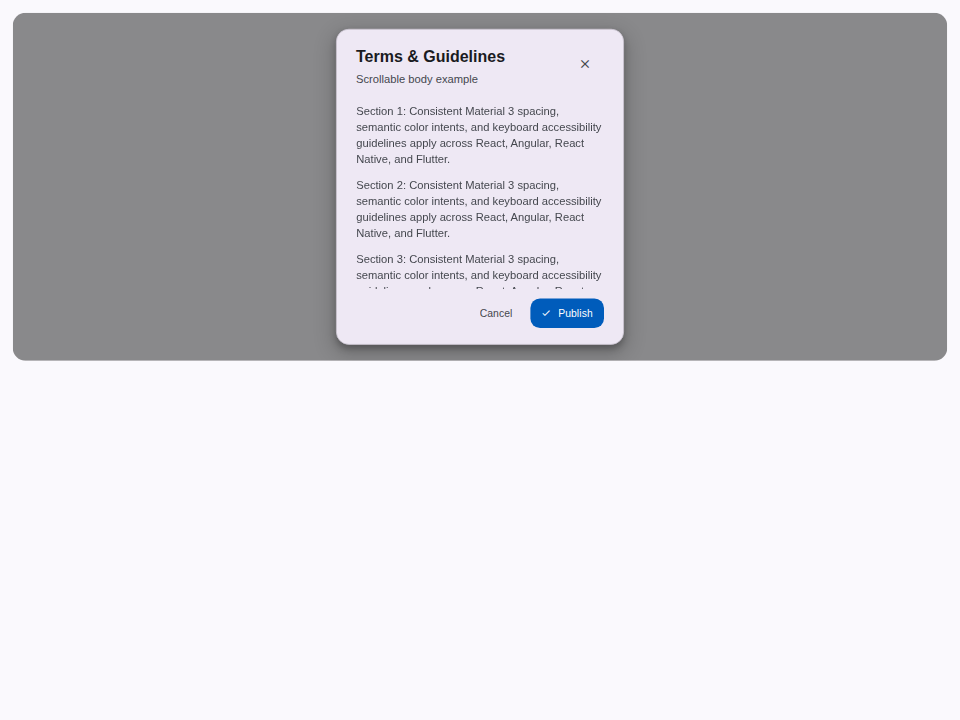 Terms & Guidelines
Scrollable body example
Section 1: Consistent Material 3 spacing,
semantic color intents, and keyboard accessibility
guidelines apply across React, Angular, React
Native, and Flutter.
Section 2: Consistent Material 3 spacing,
semantic color intents, and keyboard accessibility
guidelines apply across React, Angular, React
Native, and Flutter.
Section 3: Consistent Material 3 spacing,
semantic color intents, and keyboard accessibility
Cancel
Publish